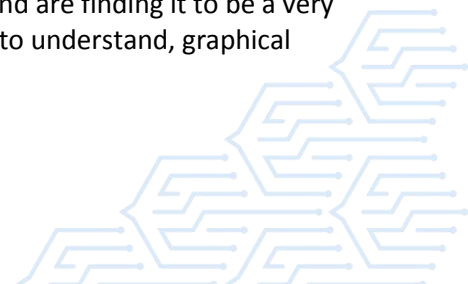 nd are finding it to be a very
to understand, graphical